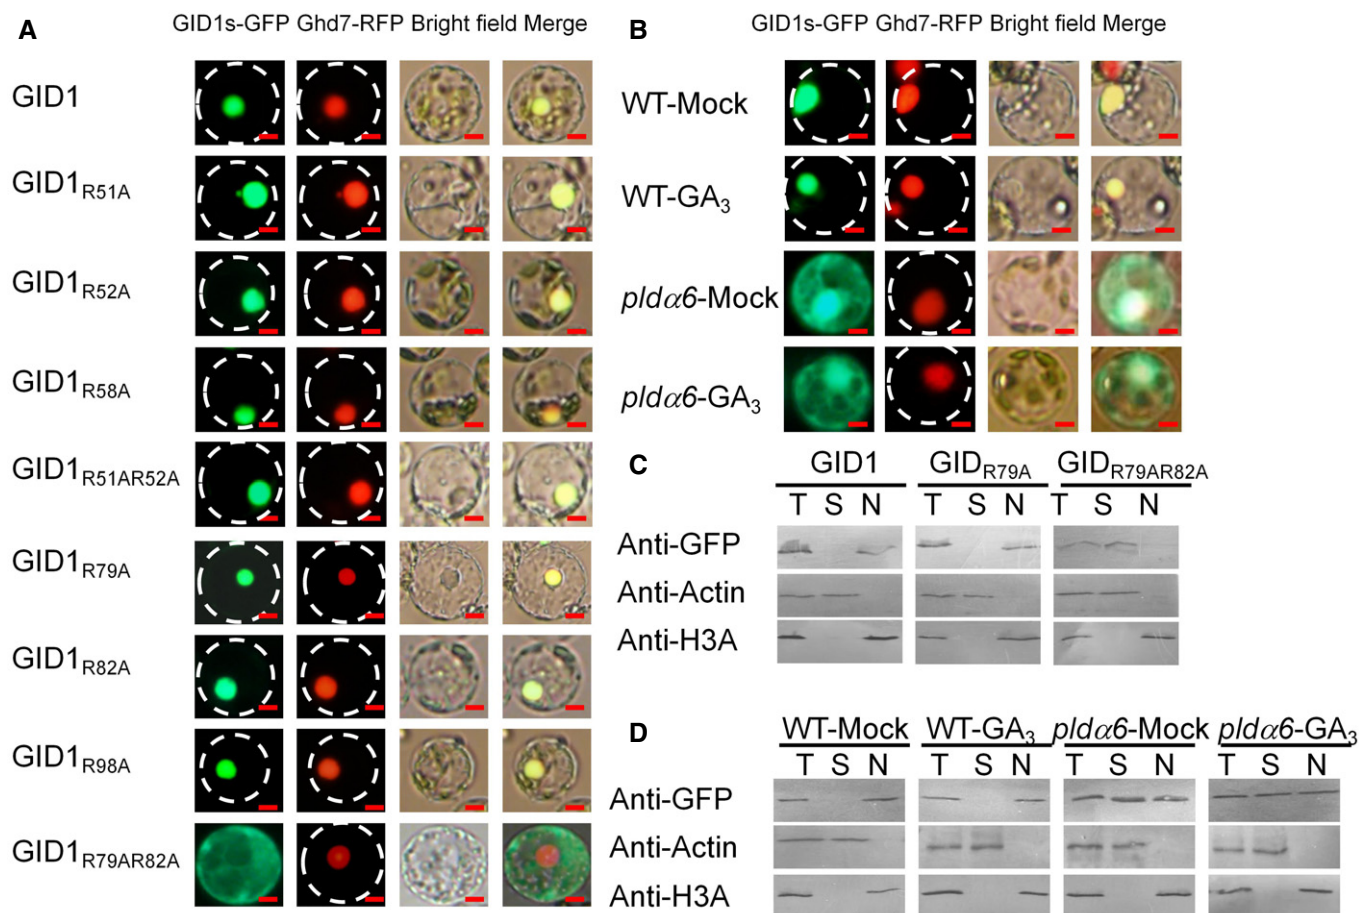 A
GID1s-GFP Ghd7-RFP Bright field Merge
GID1
GID1R51A
GID1R52A
GID1R58A
GID1R51AR52A
GID1R79A
GID1R82A
GID1R98A
GID1R79AR82A
B
GID1s-GFP Ghd7-RFP Bright field Merge
WT-Mock
WT-GA3
pldα6-Mock
pldα6-GA3
C
GID1 GIDR79A GIDR79AR82A
T S N T S N T S N
Anti-GFP
Anti-Actin
Anti-H3A
D
WT-Mock WT-GA3 pldα6-Mock pldα6-GA3
T S N T S N T S N T S N
Anti-GFP
Anti-Actin
Anti-H3A